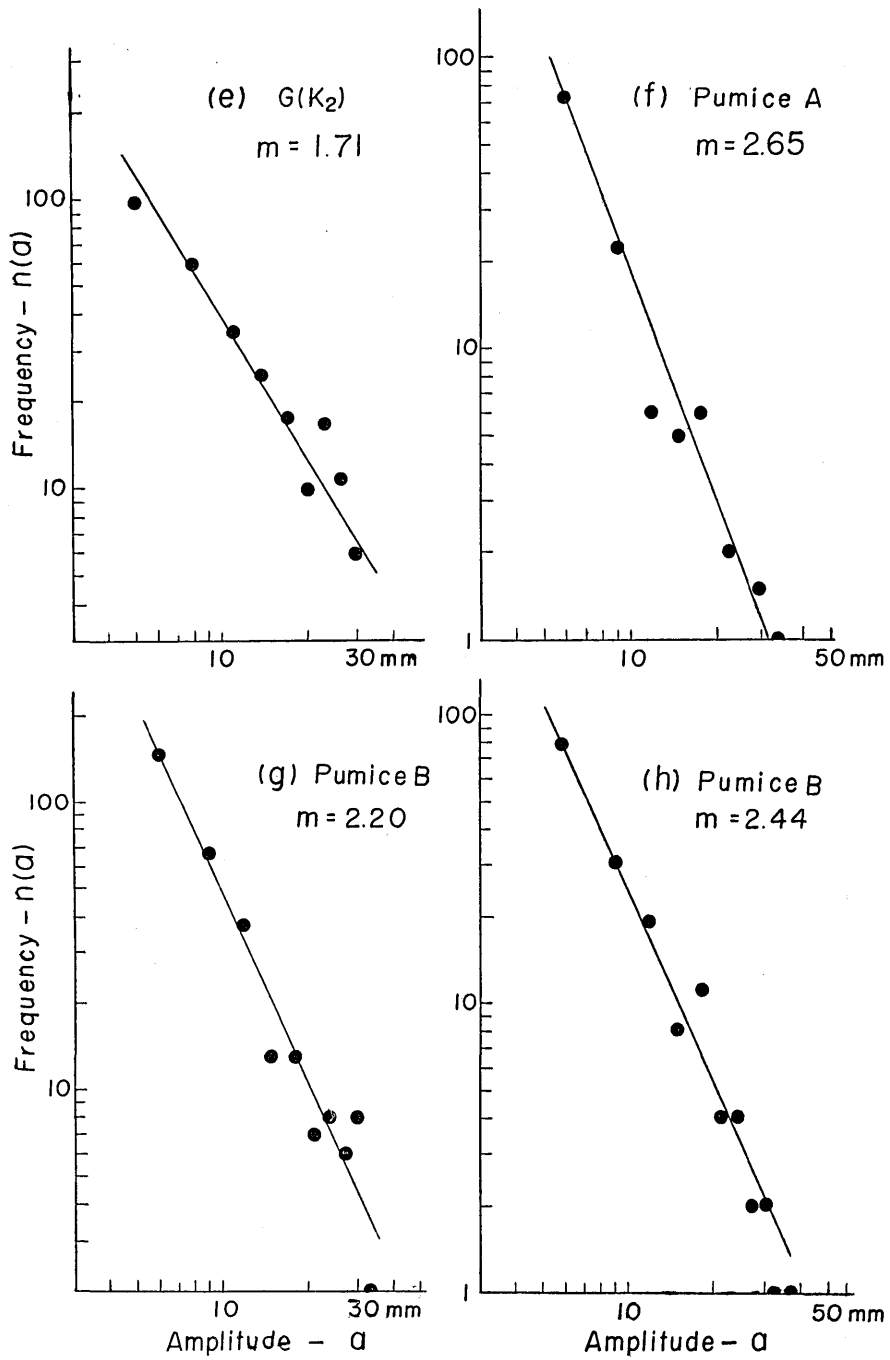 (e) G(K₂)
m = 1.71
100
10
Frequency – n(a)
10 30 mm
(f) Pumice A
m = 2.65
100
10
1
10 50 mm
(g) Pumice B
m = 2.20
100
10
Frequency – n(a)
10 30 mm
Amplitude – a
(h) Pumice B
m = 2.44
100
10
1
10 50 mm
Amplitude – a